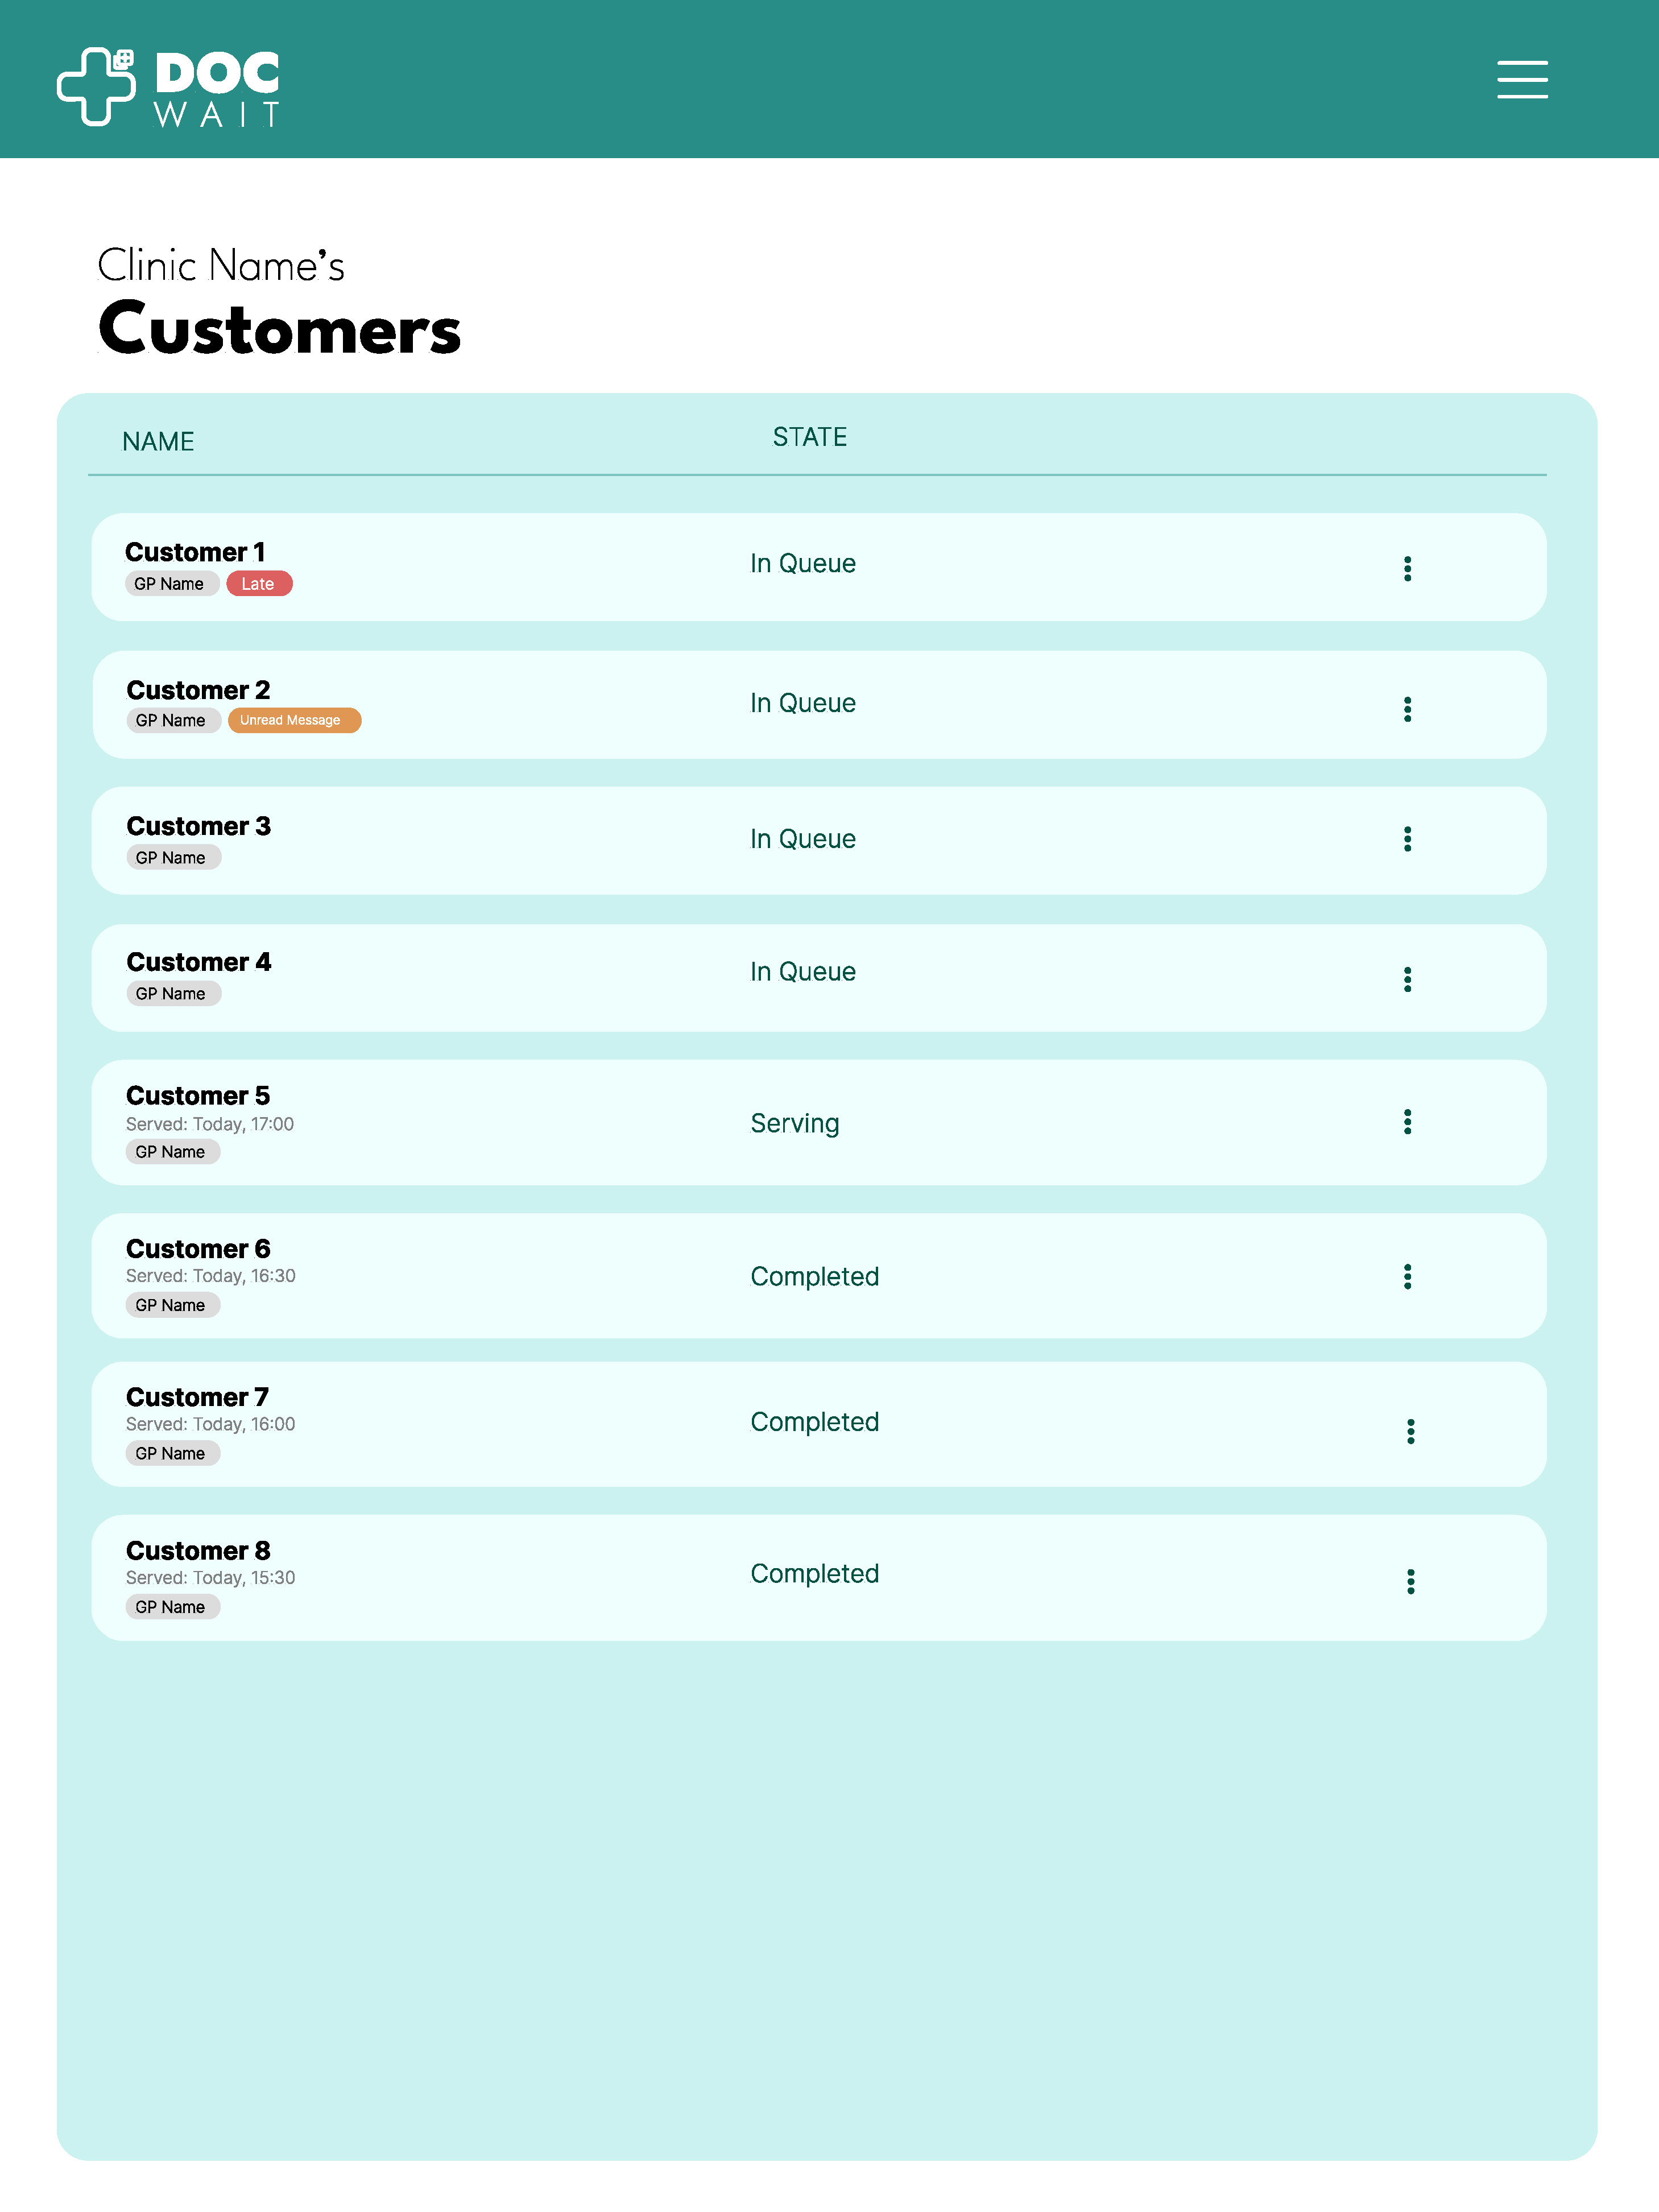 DOC
WAIT
Clinic Name’s
Customers
NAME STATE
Customer 1
GP Name Late
In Queue
Customer 2
GP Name Unread Message
In Queue
Customer 3
GP Name
In Queue
Customer 4
GP Name
In Queue
Customer 5
Served: Today, 17:00
GP Name
Serving
Customer 6
Served: Today, 16:30
GP Name
Completed
Customer 7
Served: Today, 16:00
GP Name
Completed
Customer 8
Served: Today, 15:30
GP Name
Completed